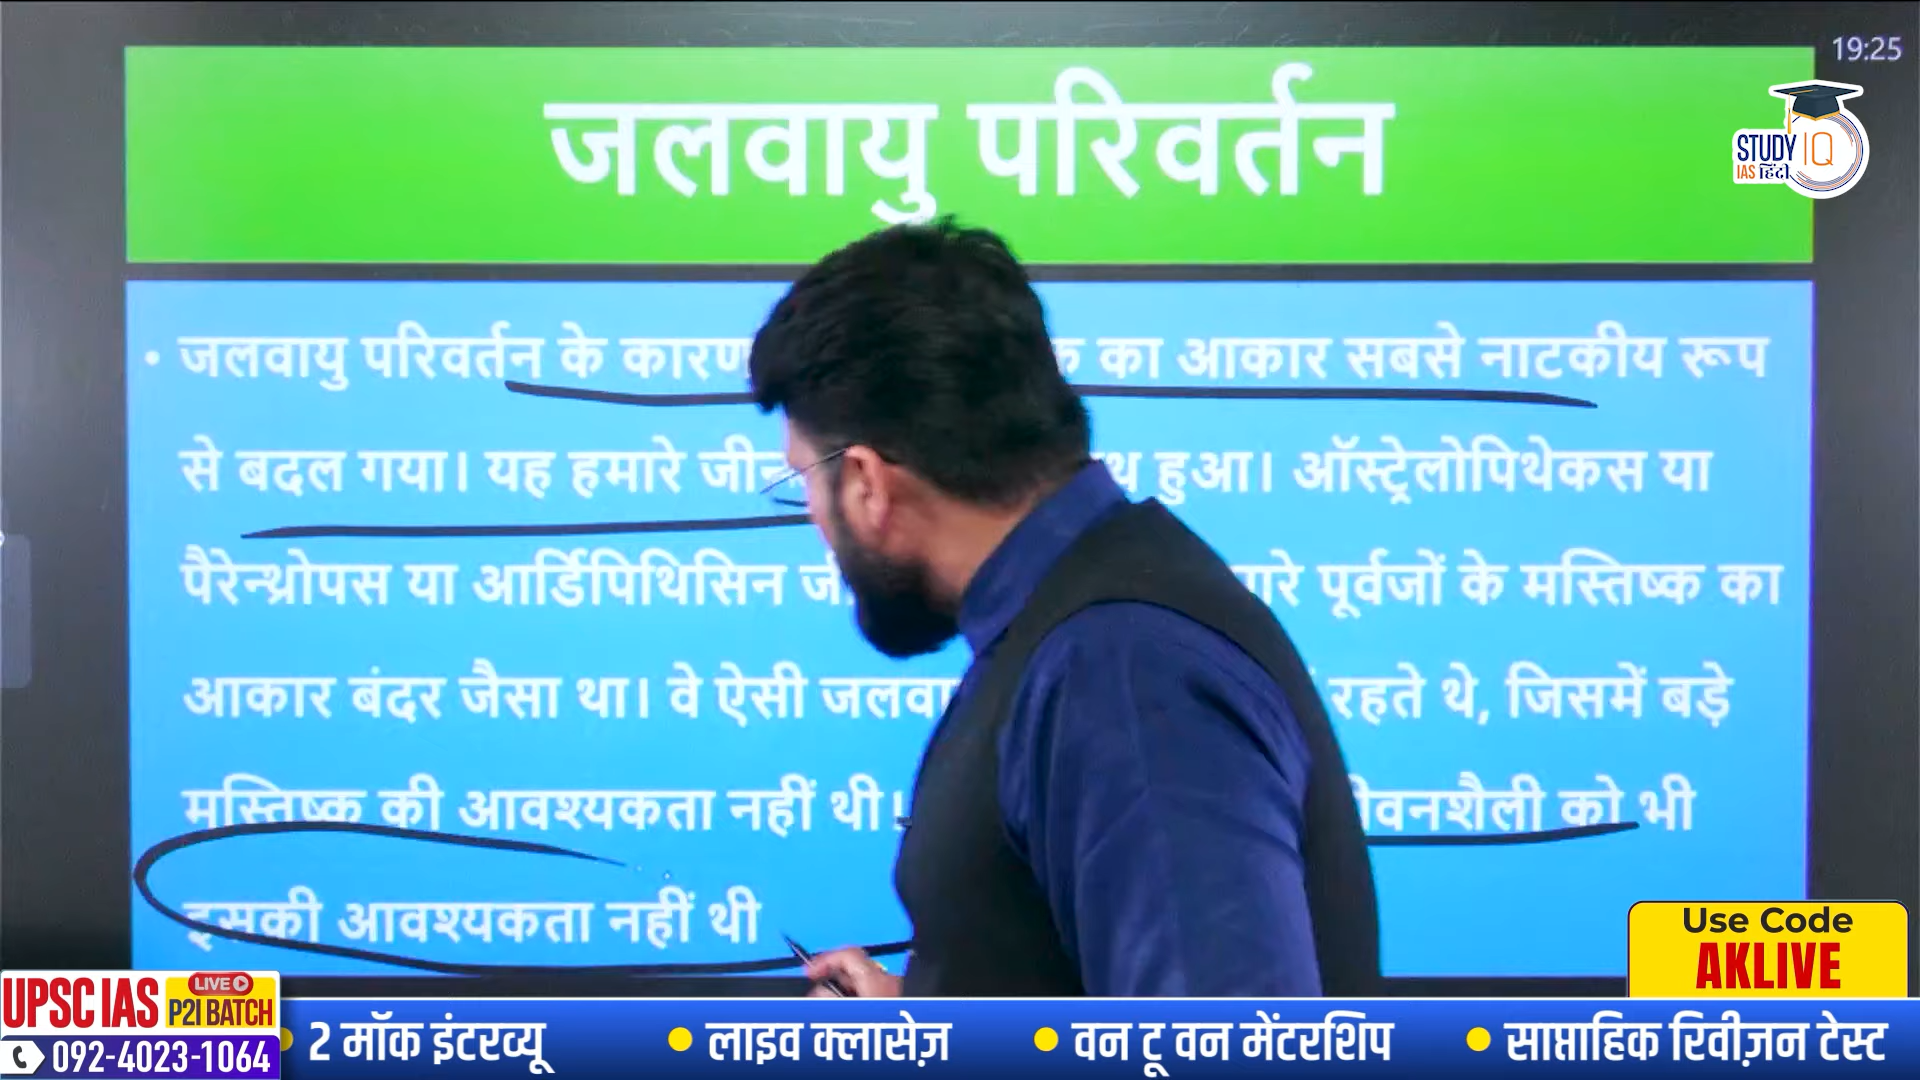 19:25
जलवायु परिवर्तन
STUDY IQ
IAS हिंदी
• जलवायु परिवर्तन के कारण का आकार सबसे नाटकीय रूप
से बदल गया। यह हमारे हुआ। ऑस्ट्रेलोपिथेकस या
पैरेन्थ्रोपस या आर्डिपिथिसिन पूर्वजों के मस्तिष्क का
आकार बंदर जैसा था। वे ऐसी रहते थे, जिसमें बड़े
मस्तिष्क की आवश्यकता नहीं थी। को भी
इसकी आवश्यकता नहीं थी
Use Code
AKLIVE
UPSC IAS LIVE P2I BATCH
092-4023-1064
2 मॉक इंटरव्यू • लाइव क्लासेज़ • वन टू वन मेंटरशिप • साप्ताहिक रिवीज़न टेस्ट